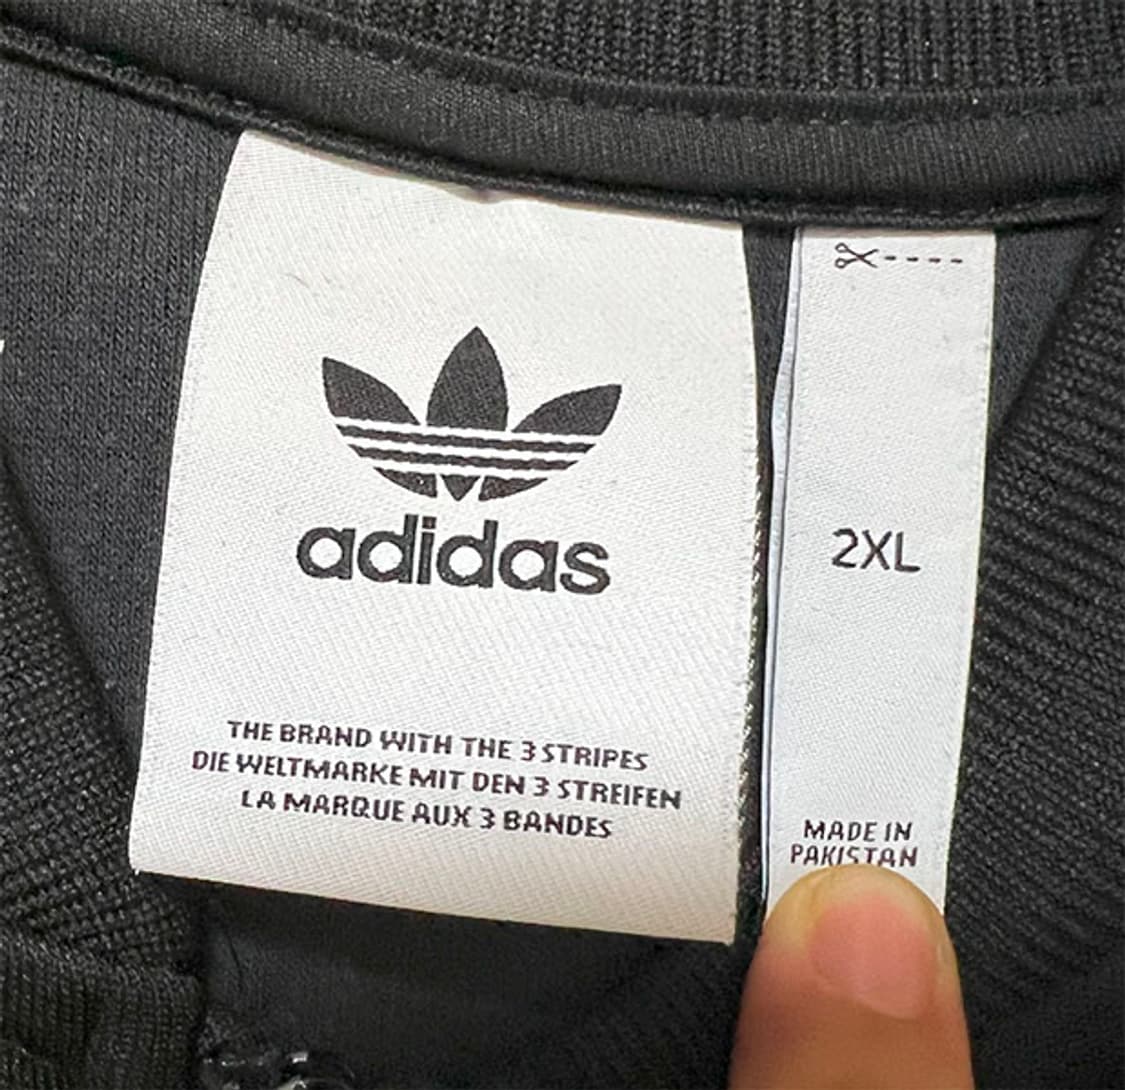 adidas
THE BRAND WITH THE 3 STRIPES
DIE WELTMARKE MIT DEN 3 STREIFEN
LA MARQUE AUX 3 BANDES
2XL
MADE IN
PAKISTAN